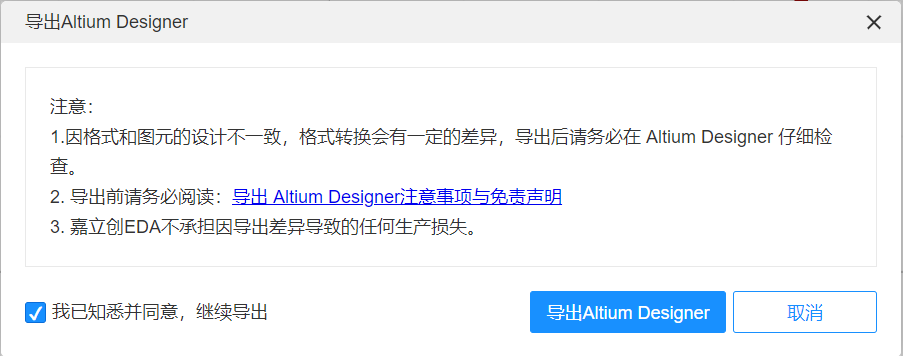 导出Altium Designer
注意：
1.因格式和图元的设计不一致，格式转换会有一定的差异，导出后请务必在 Altium Designer 仔细检
查。
2. 导出前请务必阅读：导出 Altium Designer注意事项与免责声明
3. 嘉立创EDA不承担因导出差异导致的任何生产损失。
我已知悉并同意，继续导出
导出Altium Designer
取消